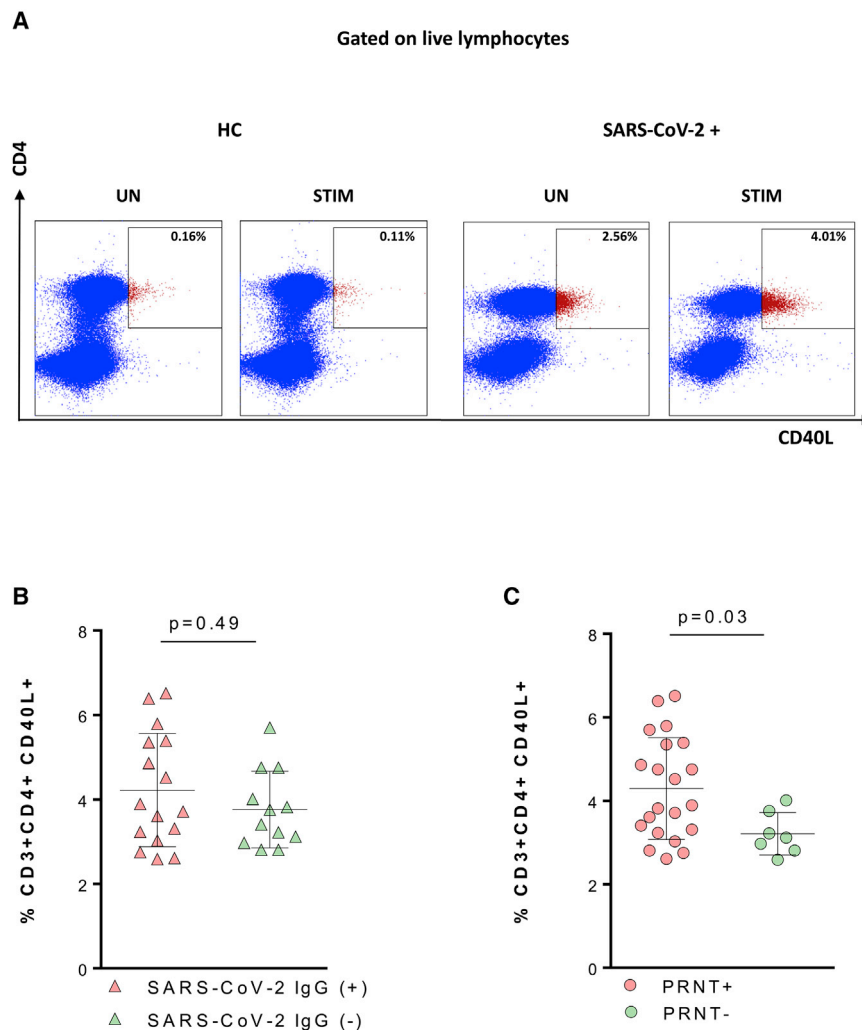 A
Gated on live lymphocytes
HC
SARS-CoV-2 +
CD4
UN
STIM
UN
STIM
0.16%
0.11%
2.56%
4.01%
CD40L
B
p=0.49
8
6
4
2
0
% CD3+CD4+ CD40L+
SARS-CoV-2 IgG (+)
SARS-CoV-2 IgG (-)
C
p=0.03
8
6
4
2
0
% CD3+CD4+ CD40L+
PRNT+
PRNT-